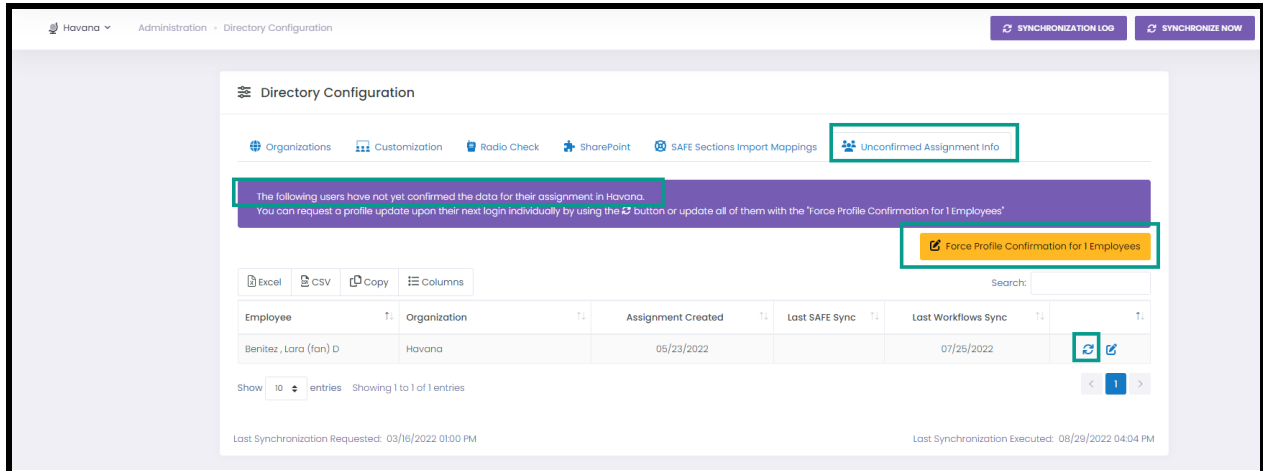 Havana Administration • Directory Configuration SYNCHRONIZATION LOG SYNCHRONIZE NOW
Directory Configuration
Organizations Customization Radio Check SharePoint SAFE Sections Import Mappings Unconfirmed Assignment Info
The following users have not yet confirmed the data for their assignment in Havana.
You can request a profile update upon their next login individually by using the button or update all of them with the "Force Profile Confirmation for 1 Employees"
Force Profile Confirmation for 1 Employees
Excel CSV Copy Columns Search:
Employee Organization Assignment Created Last SAFE Sync Last Workflows Sync
Benitez , Lara (fan) D Havana 05/23/2022 07/25/2022
Show 10 entries Showing 1 to 1 of 1 entries < 1 >
Last Synchronization Requested: 03/16/2022 01:00 PM Last Synchronization Executed: 08/29/2022 04:04 PM